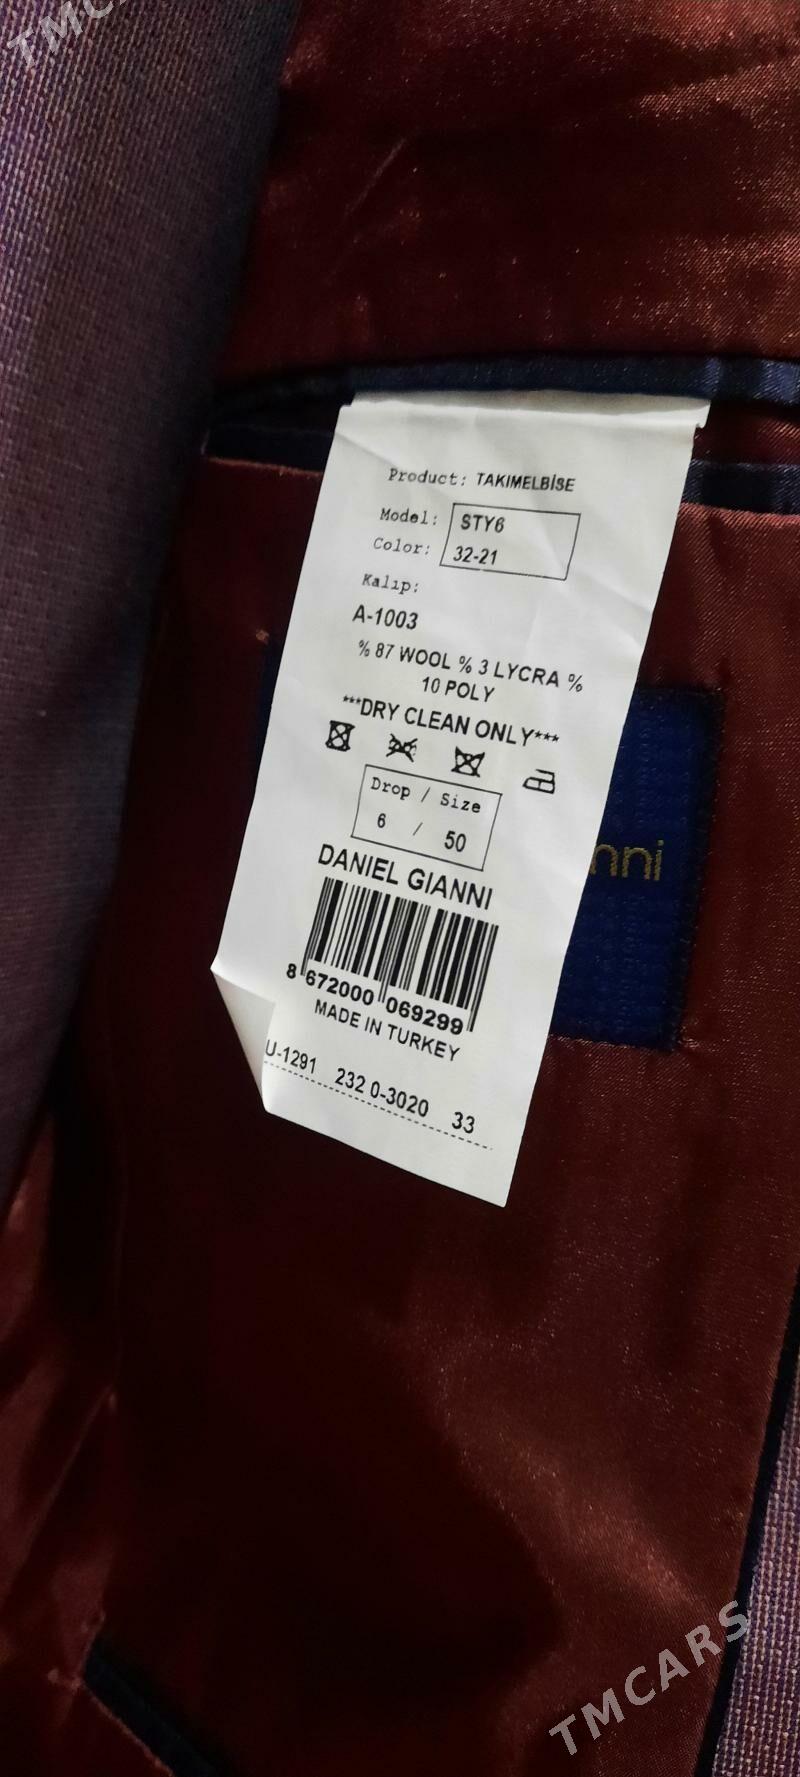 TMCARS
Product: TAKIMELBİSE
Model: STY6
Color: 32-21
Kalıp:
A-1003
% 87 WOOL % 3 LYCRA %
10 POLY
***DRY CLEAN ONLY***
Drop / Size
6 / 50
DANIEL GIANNI
nni
8 672000 069299
MADE IN TURKEY
U-1291 232 0-3020 33
TMCARS